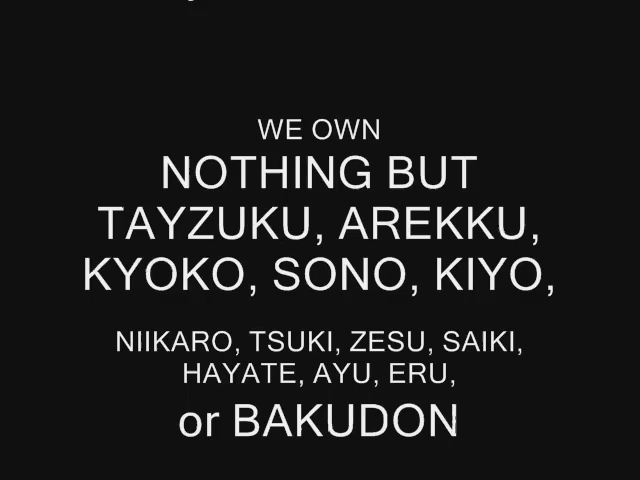 WE OWN
NOTHING BUT
TAYZUKU, AREKKU,
KYOKO, SONO, KIYO,
NIIKARO, TSUKI, ZESU, SAIKI,
HAYATE, AYU, ERU,
or BAKUDON